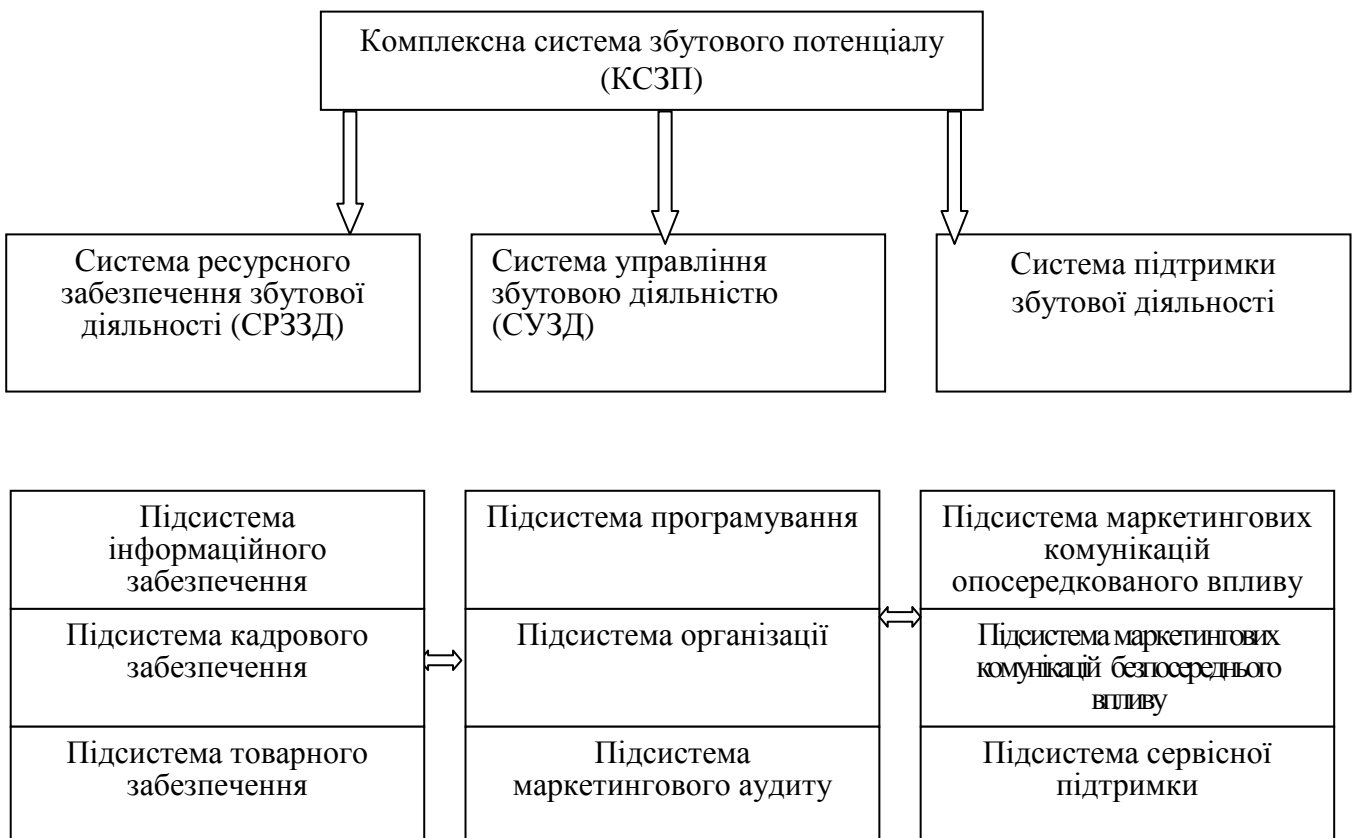 Комплексна система збутового потенціалу
(КСЗП)
Система ресурсного
забезпечення збутової
діяльності (СРЗЗД)
Система управління
збутовою діяльністю
(СУЗД)
Система підтримки
збутової діяльності
Підсистема
інформаційного
забезпечення
Підсистема кадрового
забезпечення
Підсистема товарного
забезпечення
Підсистема програмування
Підсистема організації
Підсистема
маркетингового аудиту
Підсистема маркетингових
комунікацій
опосередкованого впливу
Підсистема маркетингових
комунікацій безпосереднього
впливу
Підсистема сервісної
підтримки